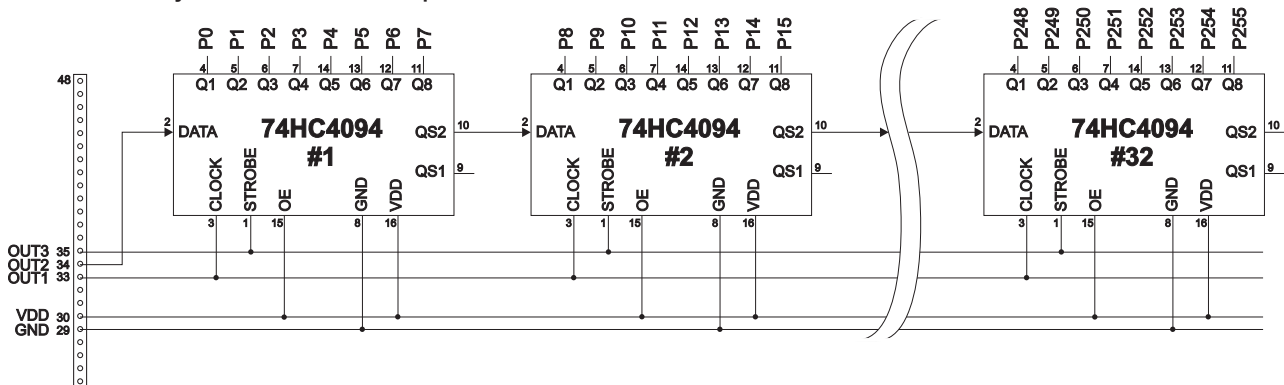 P0 P1 P2 P3 P4 P5 P6 P7
4 5 6 7 14 13 12 11
Q1 Q2 Q3 Q4 Q5 Q6 Q7 Q8
2 DATA
74HC4094
#1
QS2 10
QS1 9
CLOCK STROBE OE GND VDD
3 1 15 8 16
P8 P9 P10 P11 P12 P13 P14 P15
4 5 6 7 14 13 12 11
Q1 Q2 Q3 Q4 Q5 Q6 Q7 Q8
2 DATA
74HC4094
#2
QS2 10
QS1 9
CLOCK STROBE OE GND VDD
3 1 15 8 16
P248 P249 P250 P251 P252 P253 P254 P255
4 5 6 7 14 13 12 11
Q1 Q2 Q3 Q4 Q5 Q6 Q7 Q8
2 DATA
74HC4094
#32
QS2 10
QS1 9
CLOCK STROBE OE GND VDD
3 1 15 8 16
48
OUT3 35
OUT2 34
OUT1 33
VDD 30
GND 29